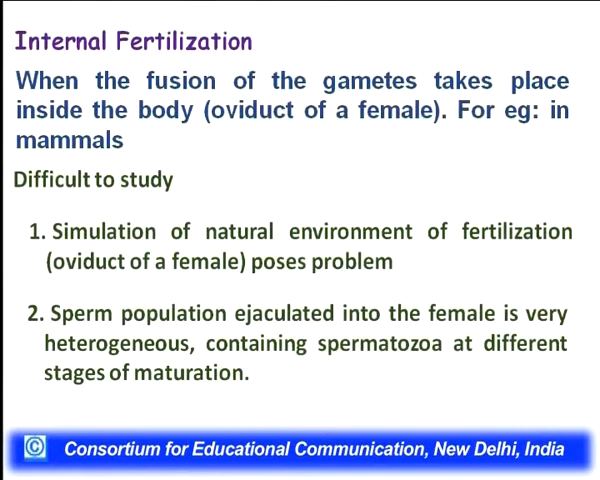 Internal Fertilization
When the fusion of the gametes takes place
inside the body (oviduct of a female). For eg: in
mammals
Difficult to study
1. Simulation of natural environment of fertilization
(oviduct of a female) poses problem
2. Sperm population ejaculated into the female is very
heterogeneous, containing spermatozoa at different
stages of maturation.
© Consortium for Educational Communication, New Delhi, India